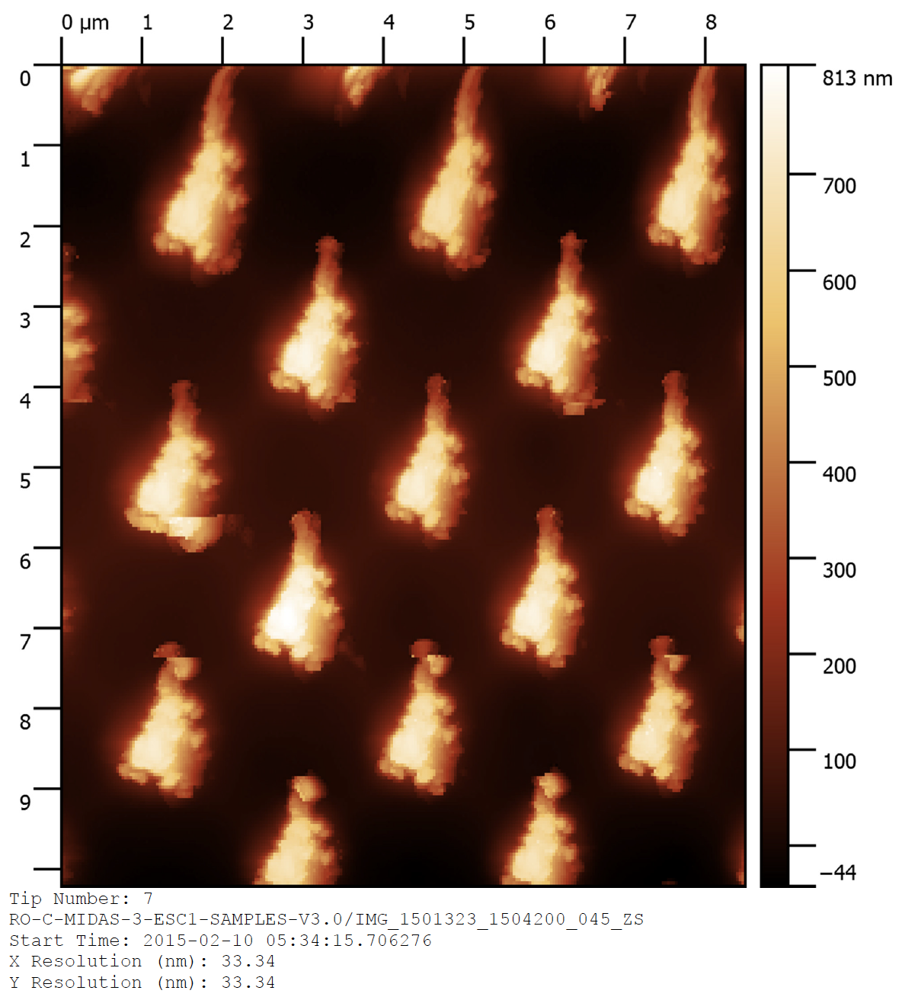 0 µm 1 2 3 4 5 6 7 8
0
1
2
3
4
5
6
7
8
9
813 nm
700
600
500
400
300
200
100
−44
Tip Number: 7
RO-C-MIDAS-3-ESC1-SAMPLES-V3.0/IMG_1501323_1504200_045_ZS
Start Time: 2015-02-10 05:34:15.706276
X Resolution (nm): 33.34
Y Resolution (nm): 33.34